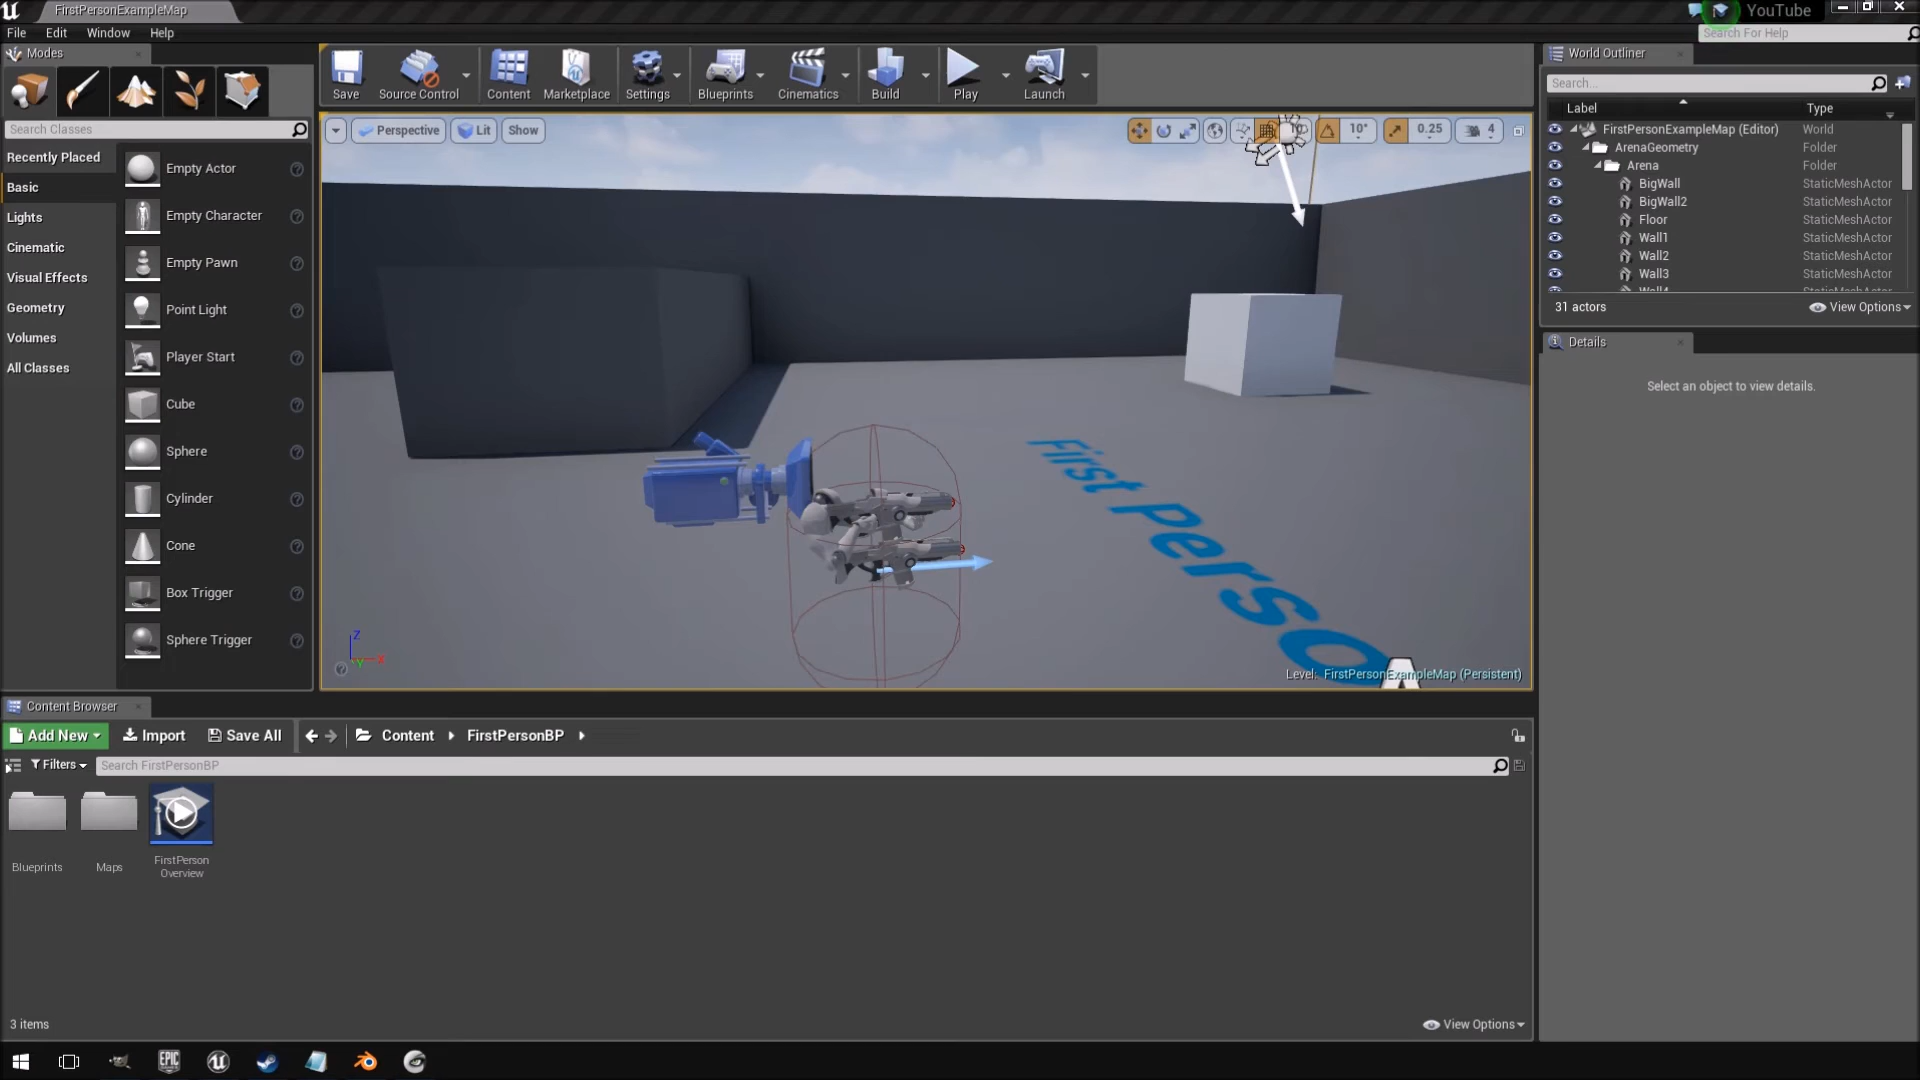 FirstPersonExampleMap
YouTube
File Edit Window Help
Search For Help
Modes
World Outliner
Save
Source Control
Content
Marketplace
Settings
Blueprints
Cinematics
Build
Play
Launch
Search...
Label Type
Search Classes
Perspective Lit Show
10 10° 0.25 4
Recently Placed
Basic
Lights
Cinematic
Visual Effects
Geometry
Volumes
All Classes
Empty Actor
Empty Character
Empty Pawn
Point Light
Player Start
Cube
Sphere
Cylinder
Cone
Box Trigger
Sphere Trigger
FirstPersonExampleMap (Editor) World
ArenaGeometry Folder
Arena Folder
BigWall StaticMeshActor
BigWall2 StaticMeshActor
Floor StaticMeshActor
Wall1 StaticMeshActor
Wall2 StaticMeshActor
Wall3 StaticMeshActor
Wall4 StaticMeshActor
31 actors View Options
Details
Select an object to view details.
First Perso
Z
X
Y
Level: FirstPersonExampleMap (Persistent)
Content Browser
Add New Import Save All Content FirstPersonBP
Filters Search FirstPersonBP
Blueprints
Maps
FirstPerson
Overview
3 items View Options
EPIC
GAMES